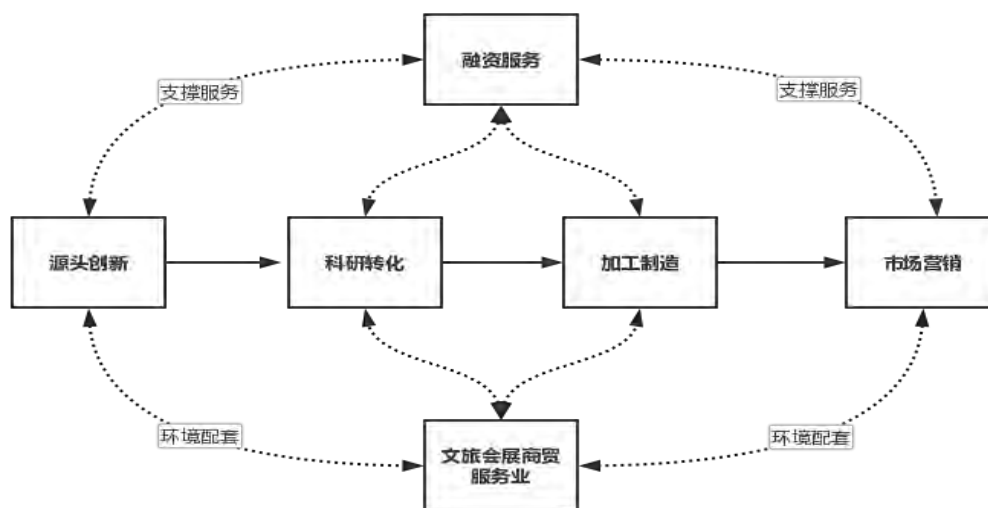 融资服务
支撑服务
支撑服务
源头创新
科研转化
加工制造
市场营销
环境配套
环境配套
文旅会展商贸
服务业